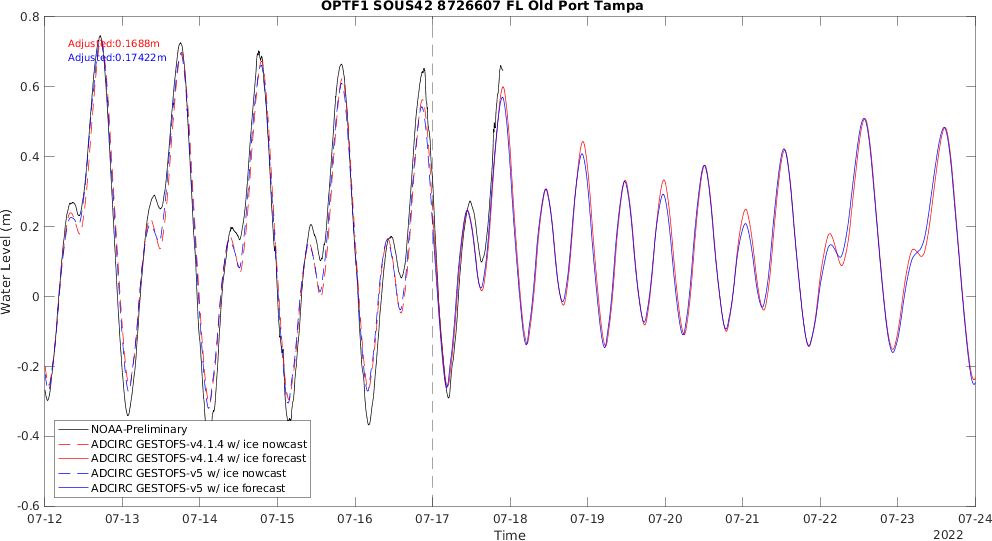 OPTF1 SOUS42 8726607 FL Old Port Tampa
Adjusted:0.1688m
Adjusted:0.17422m
Water Level (m)
0.8
0.6
0.4
0.2
0
-0.2
-0.4
-0.6
NOAA-Preliminary
ADCIRC GESTOFS-v4.1.4 w/ ice nowcast
ADCIRC GESTOFS-v4.1.4 w/ ice forecast
ADCIRC GESTOFS-v5 w/ ice nowcast
ADCIRC GESTOFS-v5 w/ ice forecast
07-12 07-13 07-14 07-15 07-16 07-17 07-18 07-19 07-20 07-21 07-22 07-23 07-24
Time
2022